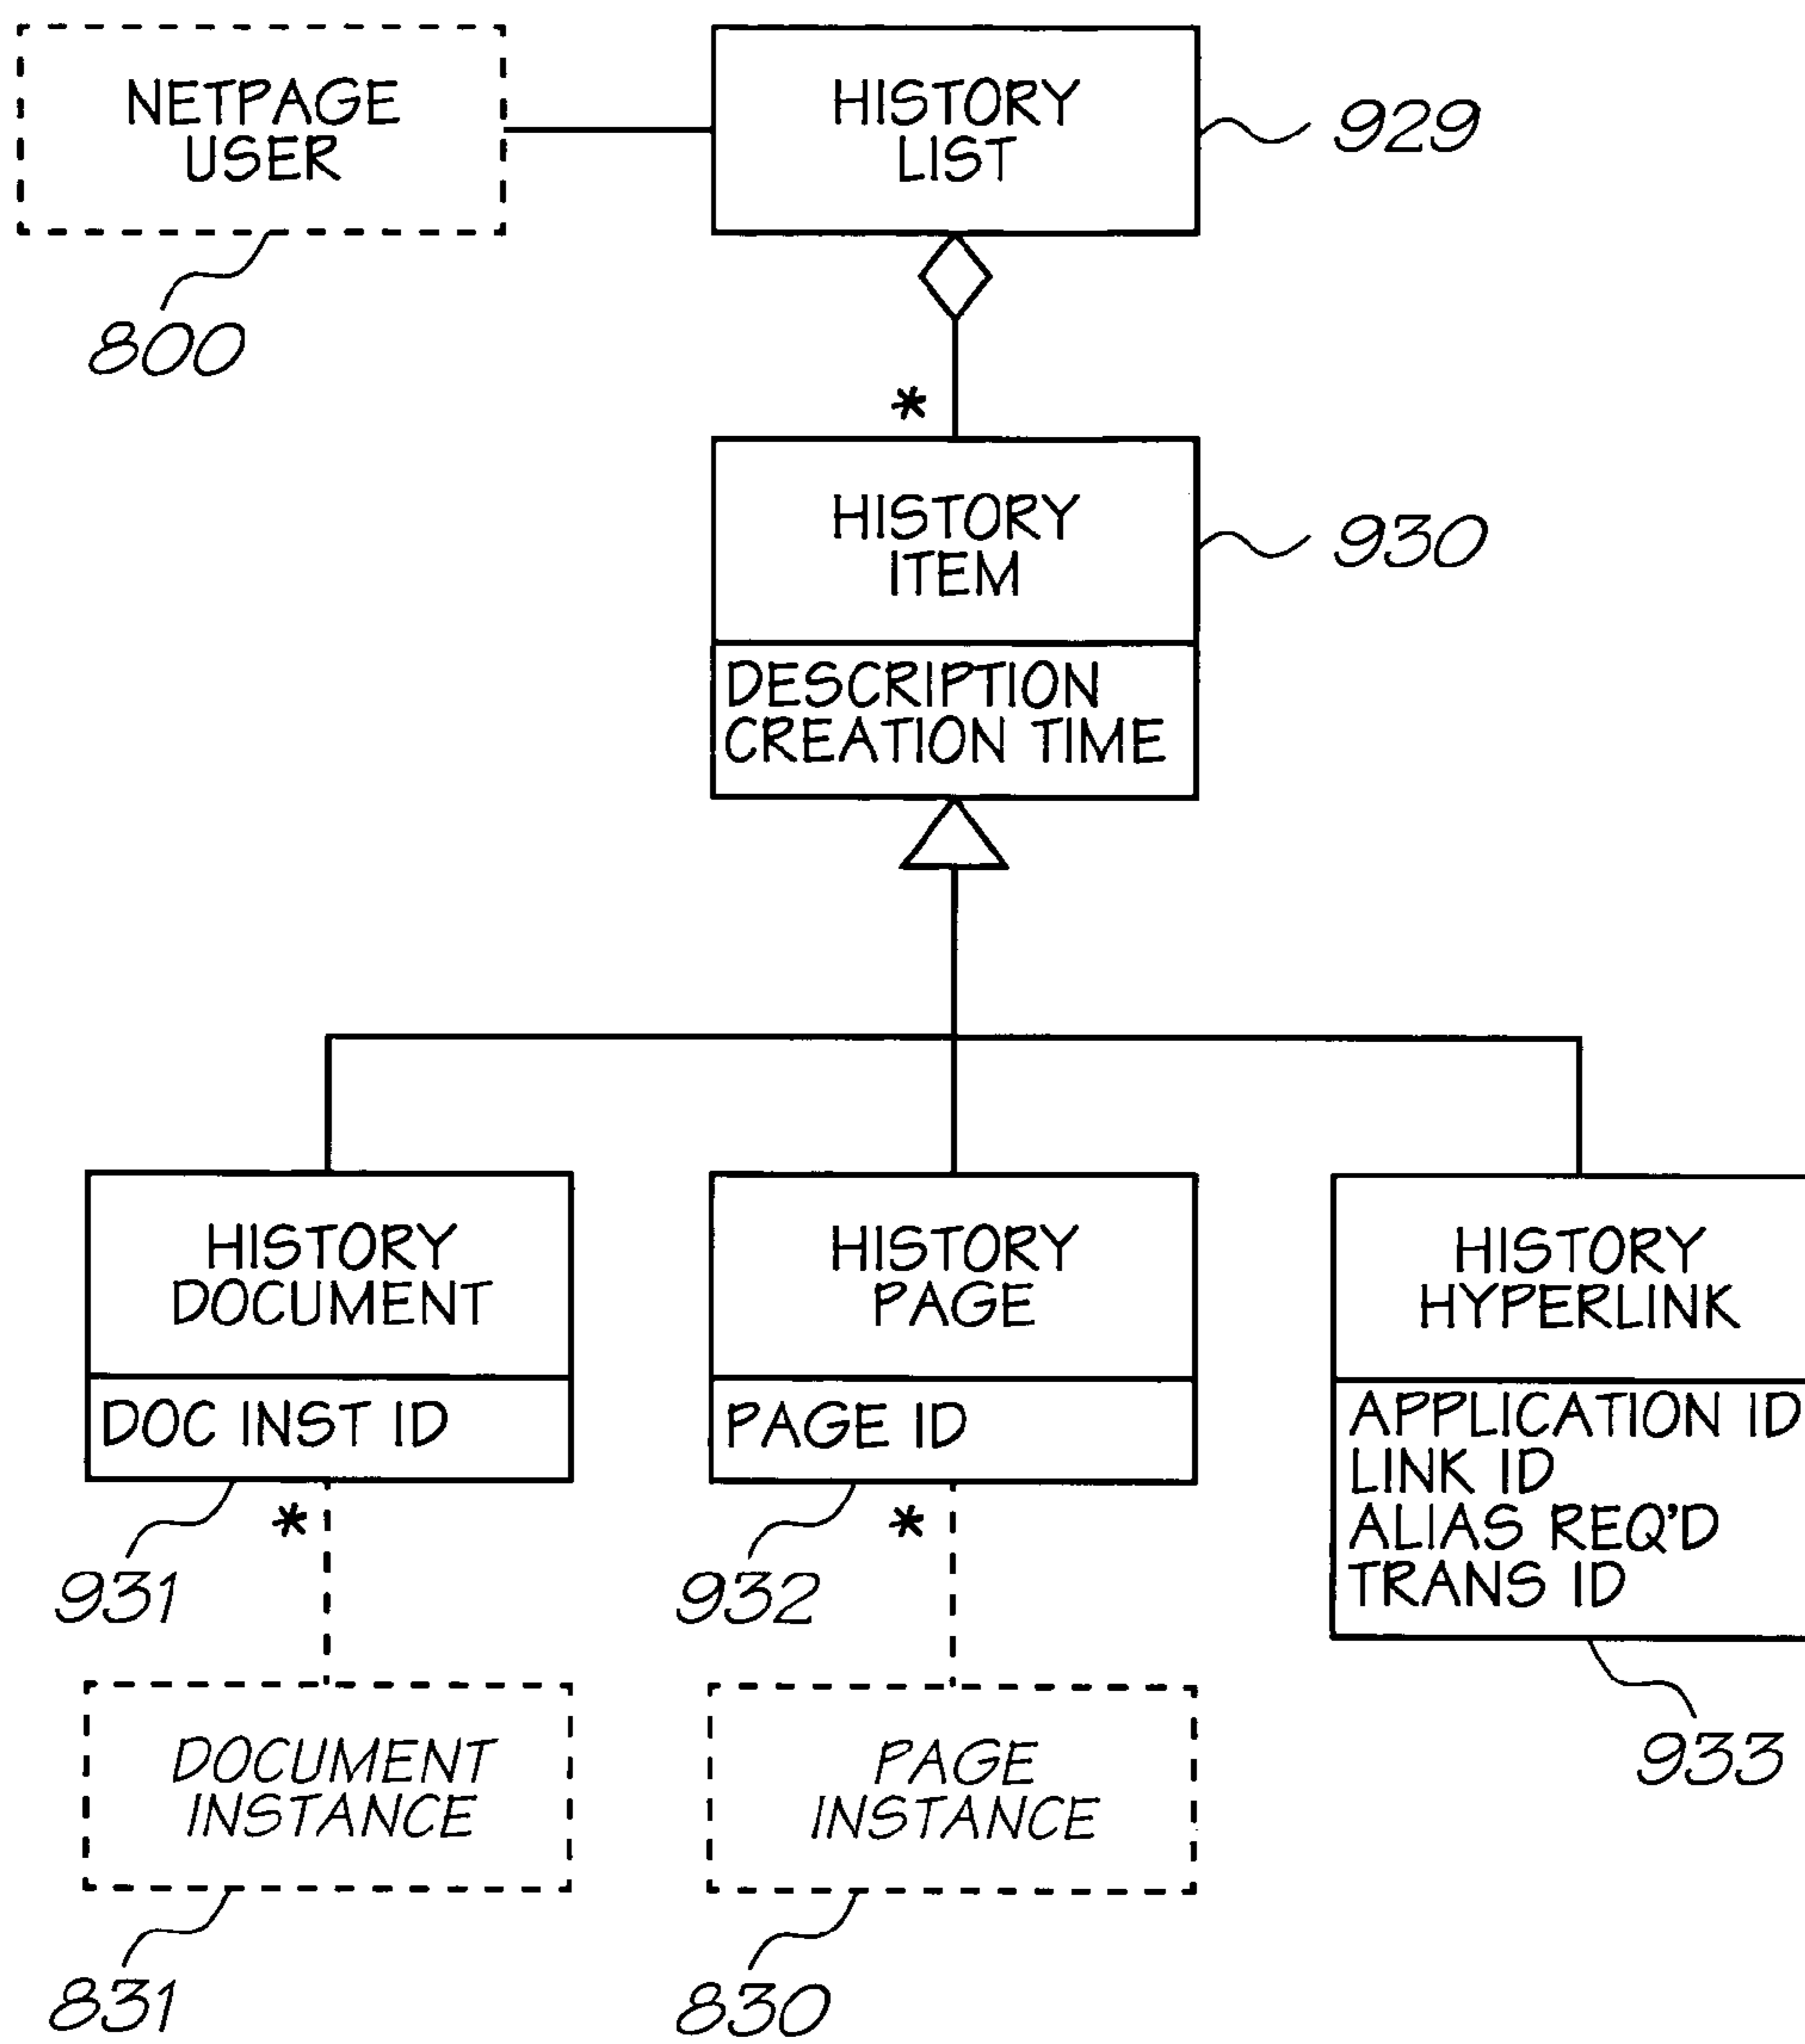 NETPAGE
USER
800
HISTORY
LIST
929
*
HISTORY
ITEM
930
DESCRIPTION
CREATION TIME
HISTORY
DOCUMENT
DOC INST ID
*
931
HISTORY
PAGE
PAGE ID
*
932
HISTORY
HYPERLINK
APPLICATION ID
LINK ID
ALIAS REQ'D
TRANS ID
933
DOCUMENT
INSTANCE
831
PAGE
INSTANCE
830